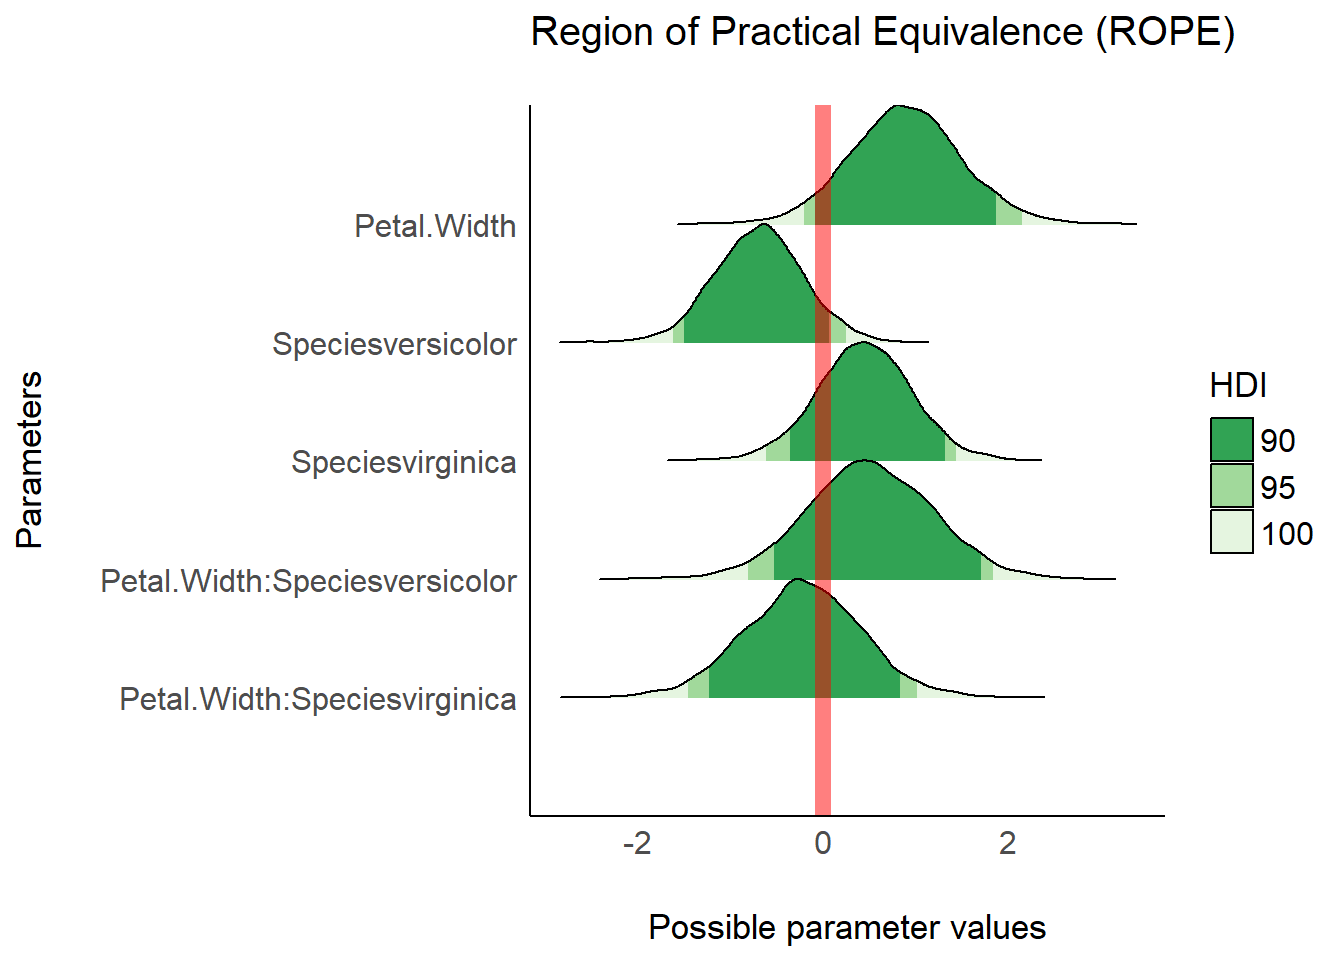 Region of Practical Equivalence (ROPE)
Parameters
Petal.Width
Speciesversicolor
Speciesvirginica
Petal.Width:Speciesversicolor
Petal.Width:Speciesvirginica
-2 0 2
Possible parameter values
HDI
90
95
100